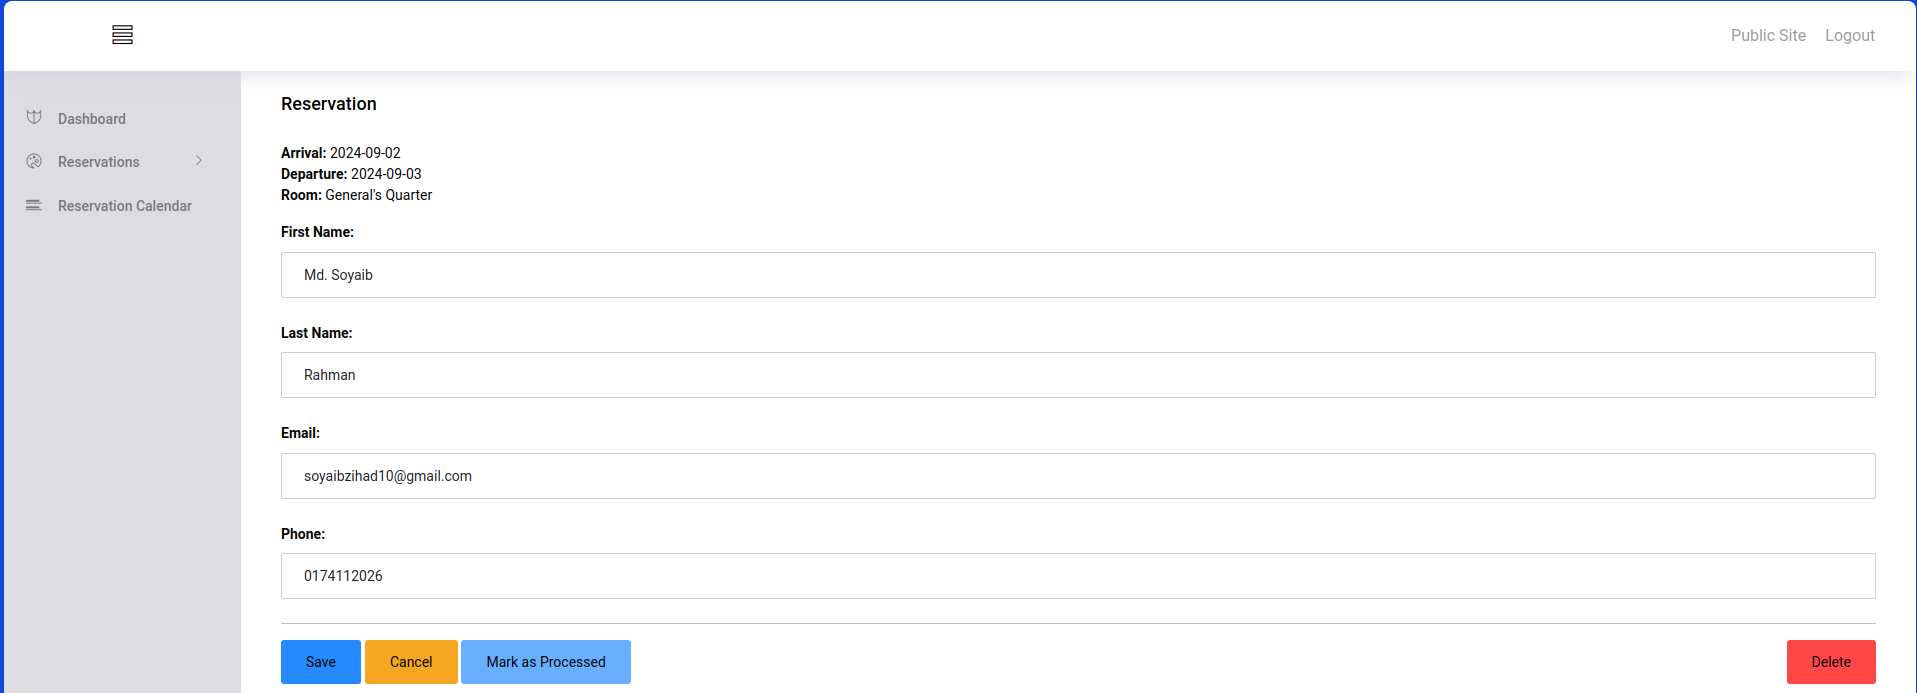 Public Site Logout
Dashboard
Reservations
Reservation Calendar
Reservation
Arrival: 2024-09-02
Departure: 2024-09-03
Room: General's Quarter
First Name:
Md. Soyaib
Last Name:
Rahman
Email:
soyaibzihad10@gmail.com
Phone:
0174112026
Save Cancel Mark as Processed Delete